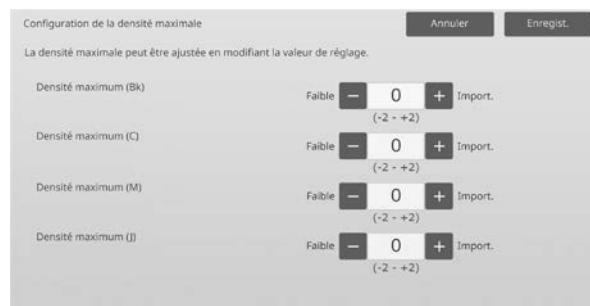 Configuration de la densité maximale Annuler Enregist.
La densité maximale peut être ajustée en modifiant la valeur de réglage.
Densité maximum (Bk) Faible − 0 + Import.
(-2 - +2)
Densité maximum (C) Faible − 0 + Import.
(-2 - +2)
Densité maximum (M) Faible − 0 + Import.
(-2 - +2)
Densité maximum (J) Faible − 0 + Import.
(-2 - +2)